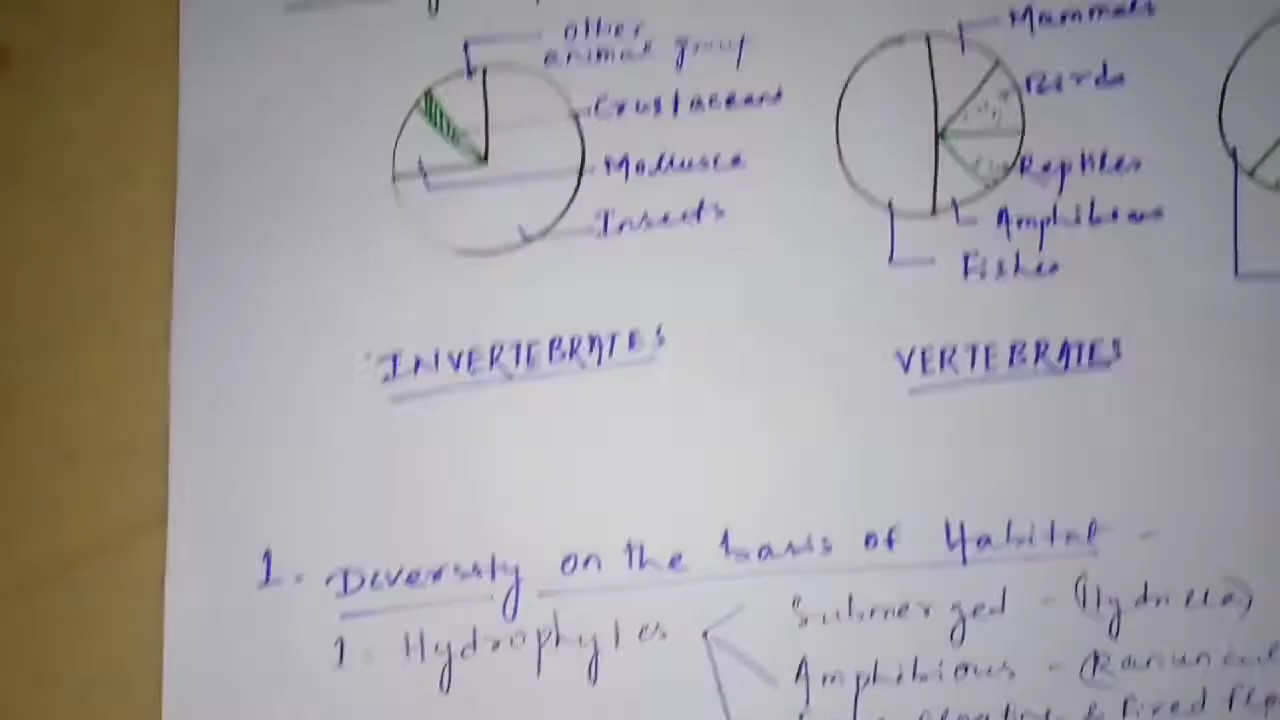 other
animal group
Crustaceans
Mollusca
Insects
INVERTEBRATES
Mammals
Birds
Reptiles
Amphibians
Fishes
VERTEBRATES
1. Diversity on the basis of Habitat -
1. Hydrophytes
Submerged - (Hydrilla)
Amphibious - (
& Fixed